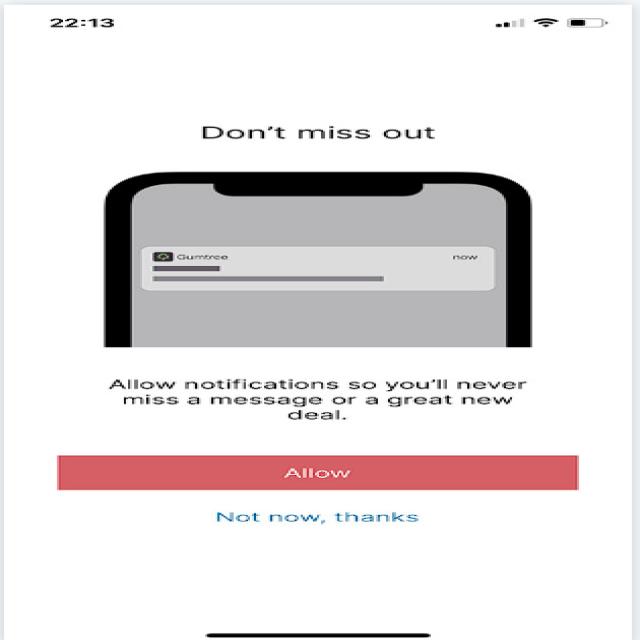 22:13
Don't miss out
Gumtree
now
Allow notifications so you'll never
miss a message or a great new
deal.
Allow
Not now, thanks